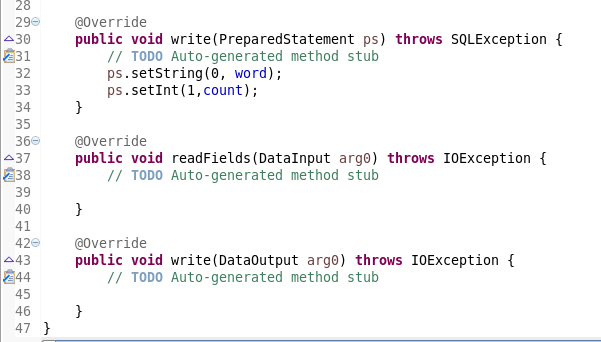 28
29 @Override
30 public void write(PreparedStatement ps) throws SQLException {
31 // TODO Auto-generated method stub
32 ps.setString(0, word);
33 ps.setInt(1,count);
34 }
35
36 @Override
37 public void readFields(DataInput arg0) throws IOException {
38 // TODO Auto-generated method stub
39
40 }
41
42 @Override
43 public void write(DataOutput arg0) throws IOException {
44 // TODO Auto-generated method stub
45
46 }
47 }